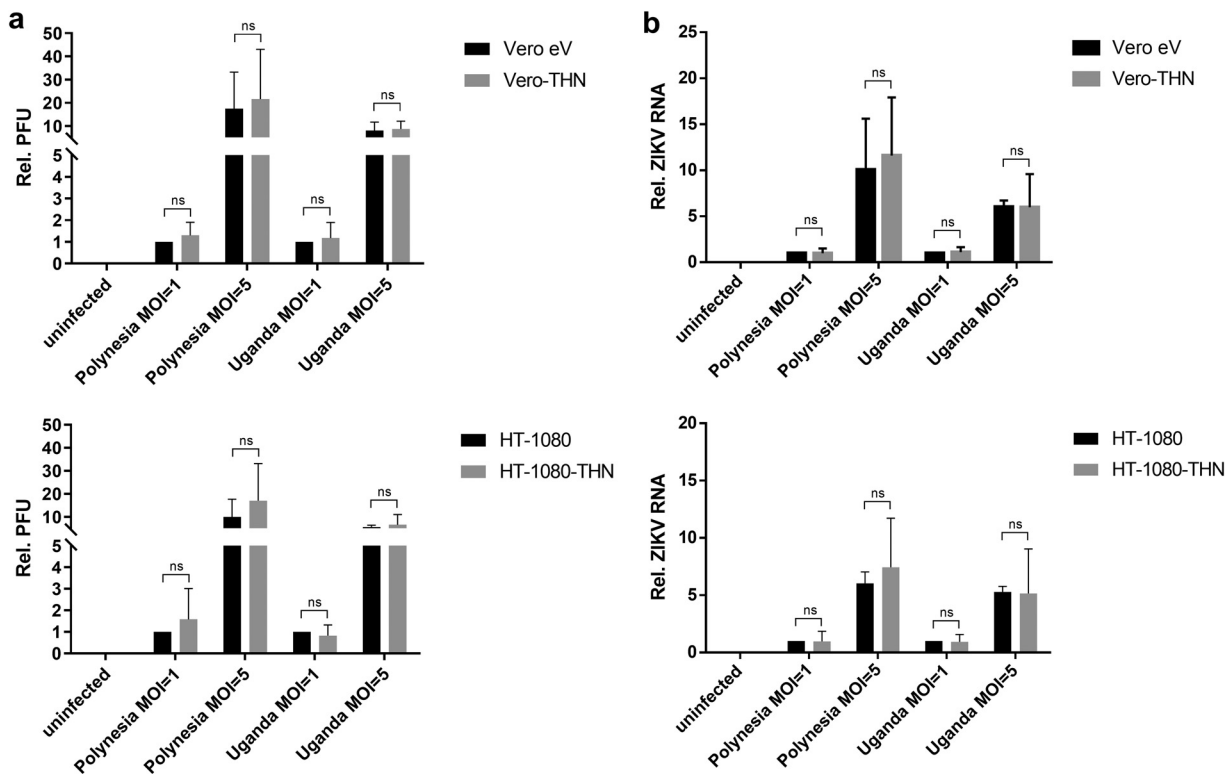 a
Rel. PFU
50
40
30
20
10
5
4
3
2
1
0
ns
ns
ns
ns
Vero eV
Vero-THN
uninfected
Polynesia MOI=1
Polynesia MOI=5
Uganda MOI=1
Uganda MOI=5
b
Rel. ZIKV RNA
25
20
15
10
5
0
ns
ns
ns
ns
Vero eV
Vero-THN
uninfected
Polynesia MOI=1
Polynesia MOI=5
Uganda MOI=1
Uganda MOI=5
Rel. PFU
50
40
30
20
10
5
4
3
2
1
0
ns
ns
ns
ns
HT-1080
HT-1080-THN
uninfected
Polynesia MOI=1
Polynesia MOI=5
Uganda MOI=1
Uganda MOI=5
Rel. ZIKV RNA
20
15
10
5
0
ns
ns
ns
ns
HT-1080
HT-1080-THN
uninfected
Polynesia MOI=1
Polynesia MOI=5
Uganda MOI=1
Uganda MOI=5